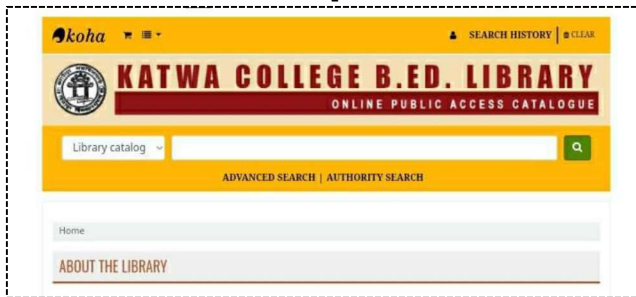 koha SEARCH HISTORY | CLEAR
KATWA COLLEGE B.ED. LIBRARY
ONLINE PUBLIC ACCESS CATALOGUE
Library catalog
ADVANCED SEARCH | AUTHORITY SEARCH
Home
ABOUT THE LIBRARY